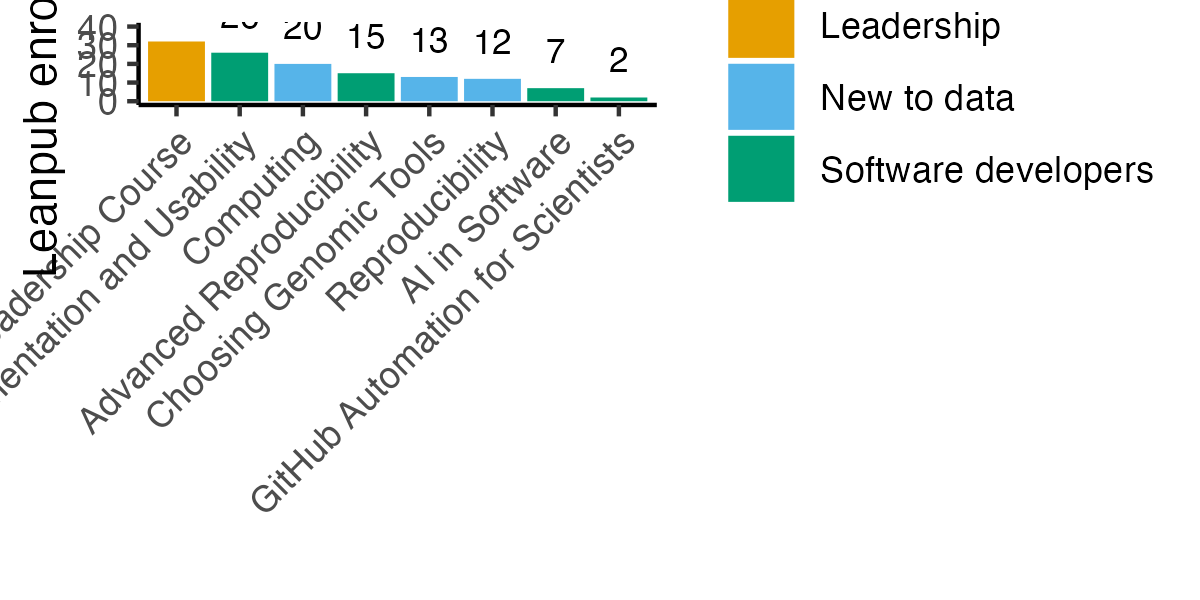 Leanpub enro
40
30
20
10
0
20
15
13
12
7
2
eadership Course
entation and Usability
Computing
Advanced Reproducibility
Choosing Genomic Tools
Reproducibility
AI in Software
GitHub Automation for Scientists
Leadership
New to data
Software developers